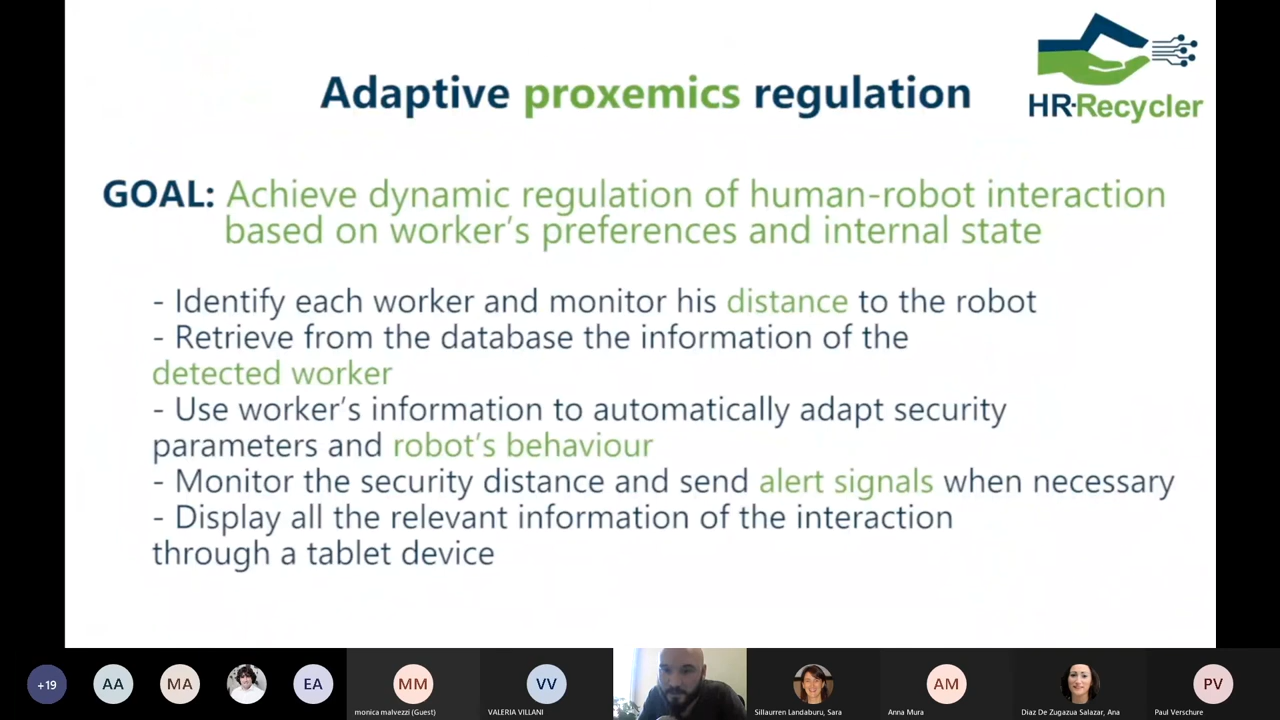 Adaptive proxemics regulation
HR-Recycler
GOAL: Achieve dynamic regulation of human-robot interaction
based on worker's preferences and internal state
- Identify each worker and monitor his distance to the robot
- Retrieve from the database the information of the
detected worker
- Use worker's information to automatically adapt security
parameters and robot's behaviour
- Monitor the security distance and send alert signals when necessary
- Display all the relevant information of the interaction
through a tablet device
+19
AA
MA
EA
MM
VV
AM
PV
monica malvezzi (Guest)
VALERIA VILLANI
Sillaurren Landaburu, Sara
Anna Mura
Diaz De Zugazua Salazar, Ana
Paul Verschure